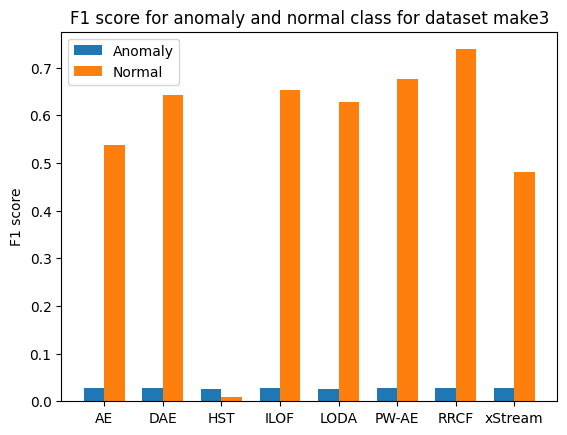 F1 score for anomaly and normal class for dataset make3
Anomaly
Normal
F1 score
0.7
0.6
0.5
0.4
0.3
0.2
0.1
0.0
AE DAE HST ILOF LODA PW-AE RRCF xStream